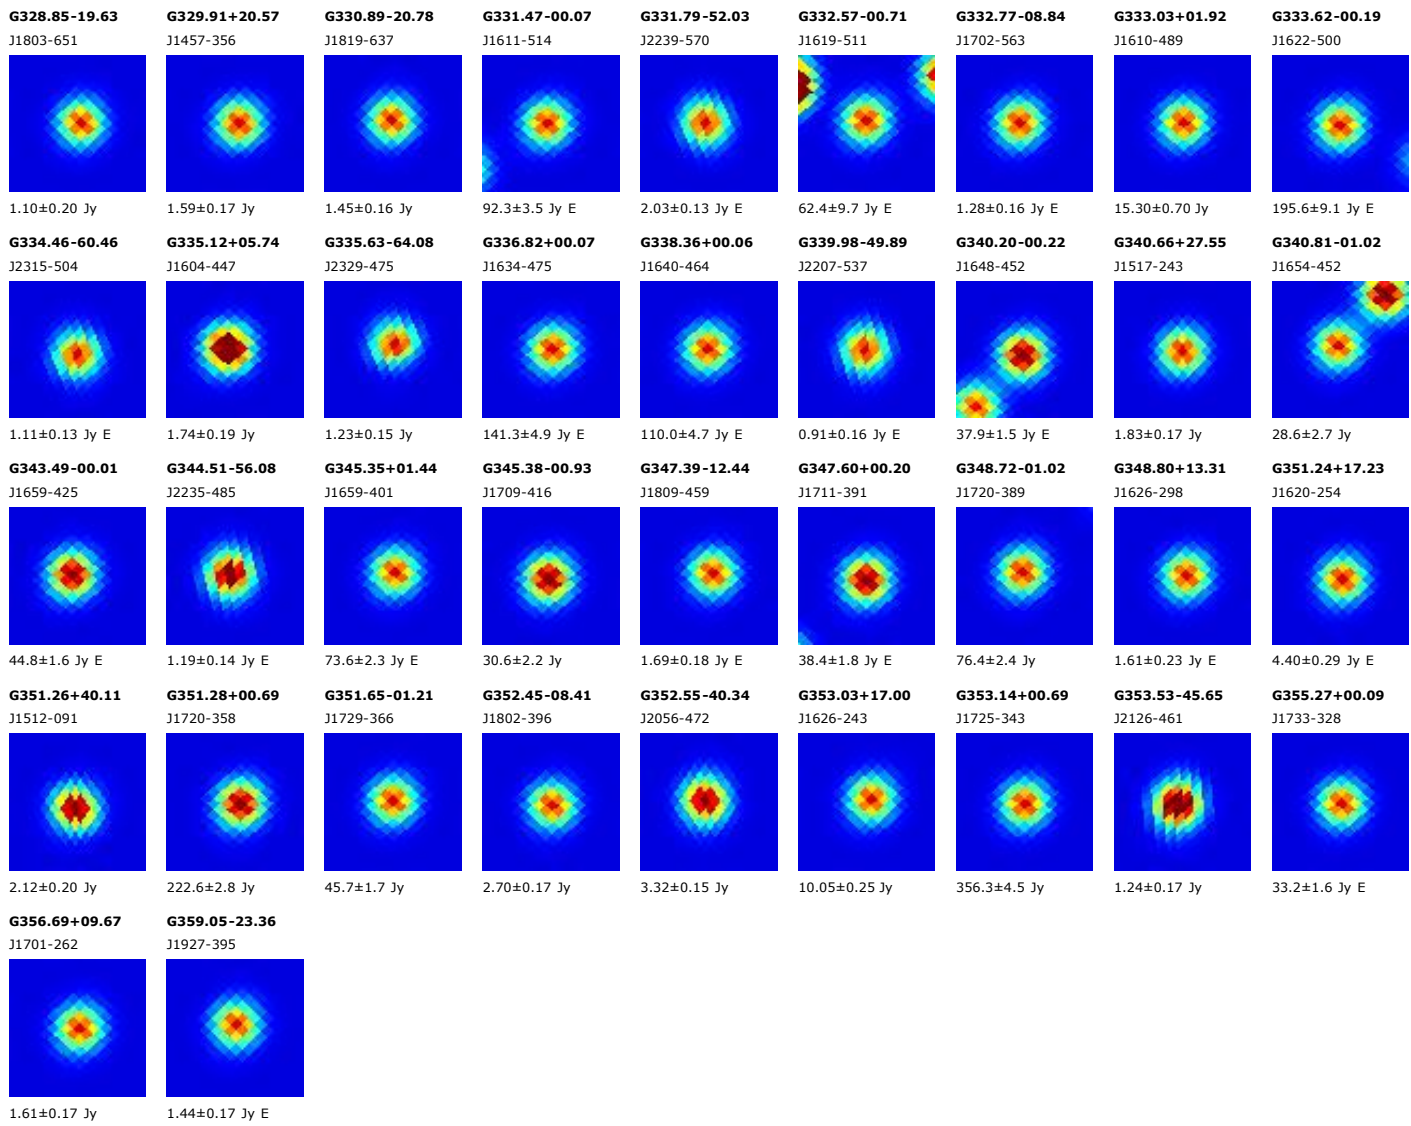 G328.85-19.63 G329.91+20.57 G330.89-20.78 G331.47-00.07 G331.79-52.03 G332.57-00.71 G332.77-08.84 G333.03+01.92 G333.62-00.19
J1803-651 J1457-356 J1819-637 J1611-514 J2239-570 J1619-511 J1702-563 J1610-489 J1622-500
1.10±0.20 Jy 1.59±0.17 Jy 1.45±0.16 Jy 92.3±3.5 Jy E 2.03±0.13 Jy E 62.4±9.7 Jy E 1.28±0.16 Jy E 15.30±0.70 Jy 195.6±9.1 Jy E
G334.46-60.46 G335.12+05.74 G335.63-64.08 G336.82+00.07 G338.36+00.06 G339.98-49.89 G340.20-00.22 G340.66+27.55 G340.81-01.02
J2315-504 J1604-447 J2329-475 J1634-475 J1640-464 J2207-537 J1648-452 J1517-243 J1654-452
1.11±0.13 Jy E 1.74±0.19 Jy 1.23±0.15 Jy 141.3±4.9 Jy E 110.0±4.7 Jy E 0.91±0.16 Jy E 37.9±1.5 Jy E 1.83±0.17 Jy 28.6±2.7 Jy
G343.49-00.01 G344.51-56.08 G345.35+01.44 G345.38-00.93 G347.39-12.44 G347.60+00.20 G348.72-01.02 G348.80+13.31 G351.24+17.23
J1659-425 J2235-485 J1659-401 J1709-416 J1809-459 J1711-391 J1720-389 J1626-298 J1620-254
44.8±1.6 Jy E 1.19±0.14 Jy E 73.6±2.3 Jy E 30.6±2.2 Jy 1.69±0.18 Jy E 38.4±1.8 Jy E 76.4±2.4 Jy 1.61±0.23 Jy E 4.40±0.29 Jy E
G351.26+40.11 G351.28+00.69 G351.65-01.21 G352.45-08.41 G352.55-40.34 G353.03+17.00 G353.14+00.69 G353.53-45.65 G355.27+00.09
J1512-091 J1720-358 J1729-366 J1802-396 J2056-472 J1626-243 J1725-343 J2126-461 J1733-328
2.12±0.20 Jy 222.6±2.8 Jy 45.7±1.7 Jy 2.70±0.17 Jy 3.32±0.15 Jy 10.05±0.25 Jy 356.3±4.5 Jy 1.24±0.17 Jy 33.2±1.6 Jy E
G356.69+09.67 G359.05-23.36
J1701-262 J1927-395
1.61±0.17 Jy 1.44±0.17 Jy E